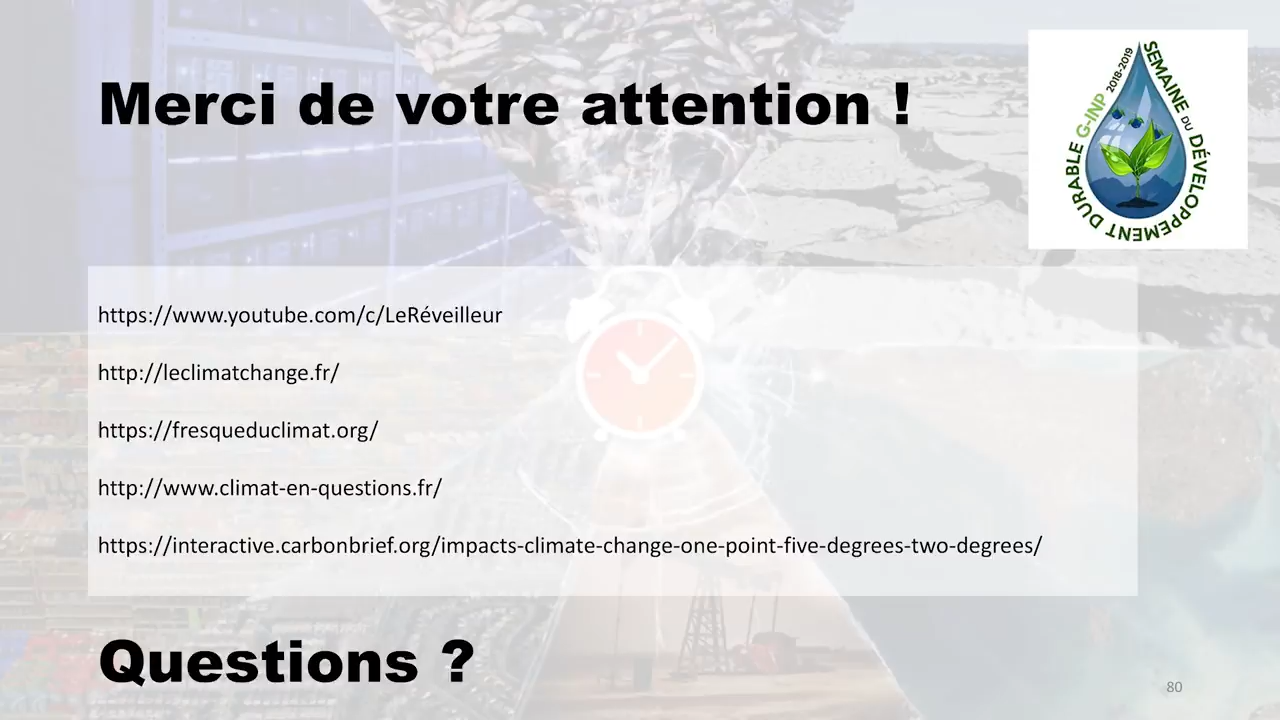 Merci de votre attention !
SEMAINE DU DÉVELOPPEMENT DURABLE G-INP 2018-2019
https://www.youtube.com/c/LeRéveilleur
http://leclimatchange.fr/
https://fresqueduclimat.org/
http://www.climat-en-questions.fr/
https://interactive.carbonbrief.org/impacts-climate-change-one-point-five-degrees-two-degrees/
Questions ?
80